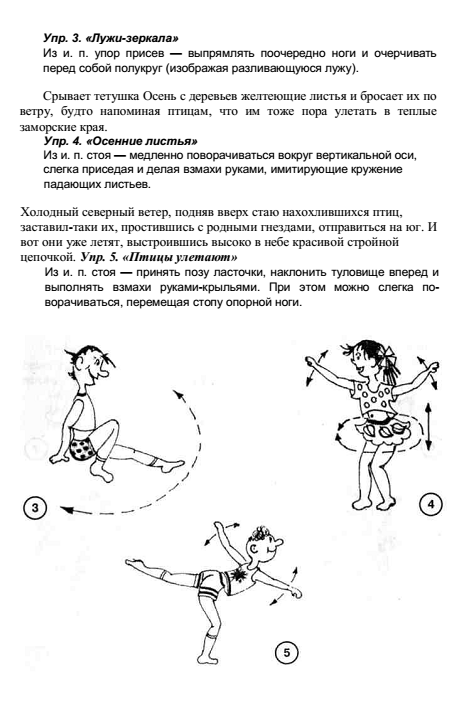 Упр. 3. «Лужи-зеркала»
Из и. п. упор присев — выпрямлять поочередно ноги и очерчивать
перед собой полукруг (изображая разливающуюся лужу).
Срывает тетушка Осень с деревьев желтеющие листья и бросает их по
ветру, будто напоминая птицам, что им тоже пора улетать в теплые
заморские края.
Упр. 4. «Осенние листья»
Из и. п. стоя — медленно поворачиваться вокруг вертикальной оси,
слегка приседая и делая взмахи руками, имитирующие кружение
падающих листьев.
Холодный северный ветер, подняв вверх стаю нахохлившихся птиц,
заставил-таки их, простившись с родными гнездами, отправиться на юг. И
вот они уже летят, выстроившись высоко в небе красивой стройной
цепочкой. Упр. 5. «Птицы улетают»
Из и. п. стоя — принять позу ласточки, наклонить туловище вперед и
выполнять взмахи руками-крыльями. При этом можно слегка по-
ворачиваться, перемещая стопу опорной ноги.
3
4
5